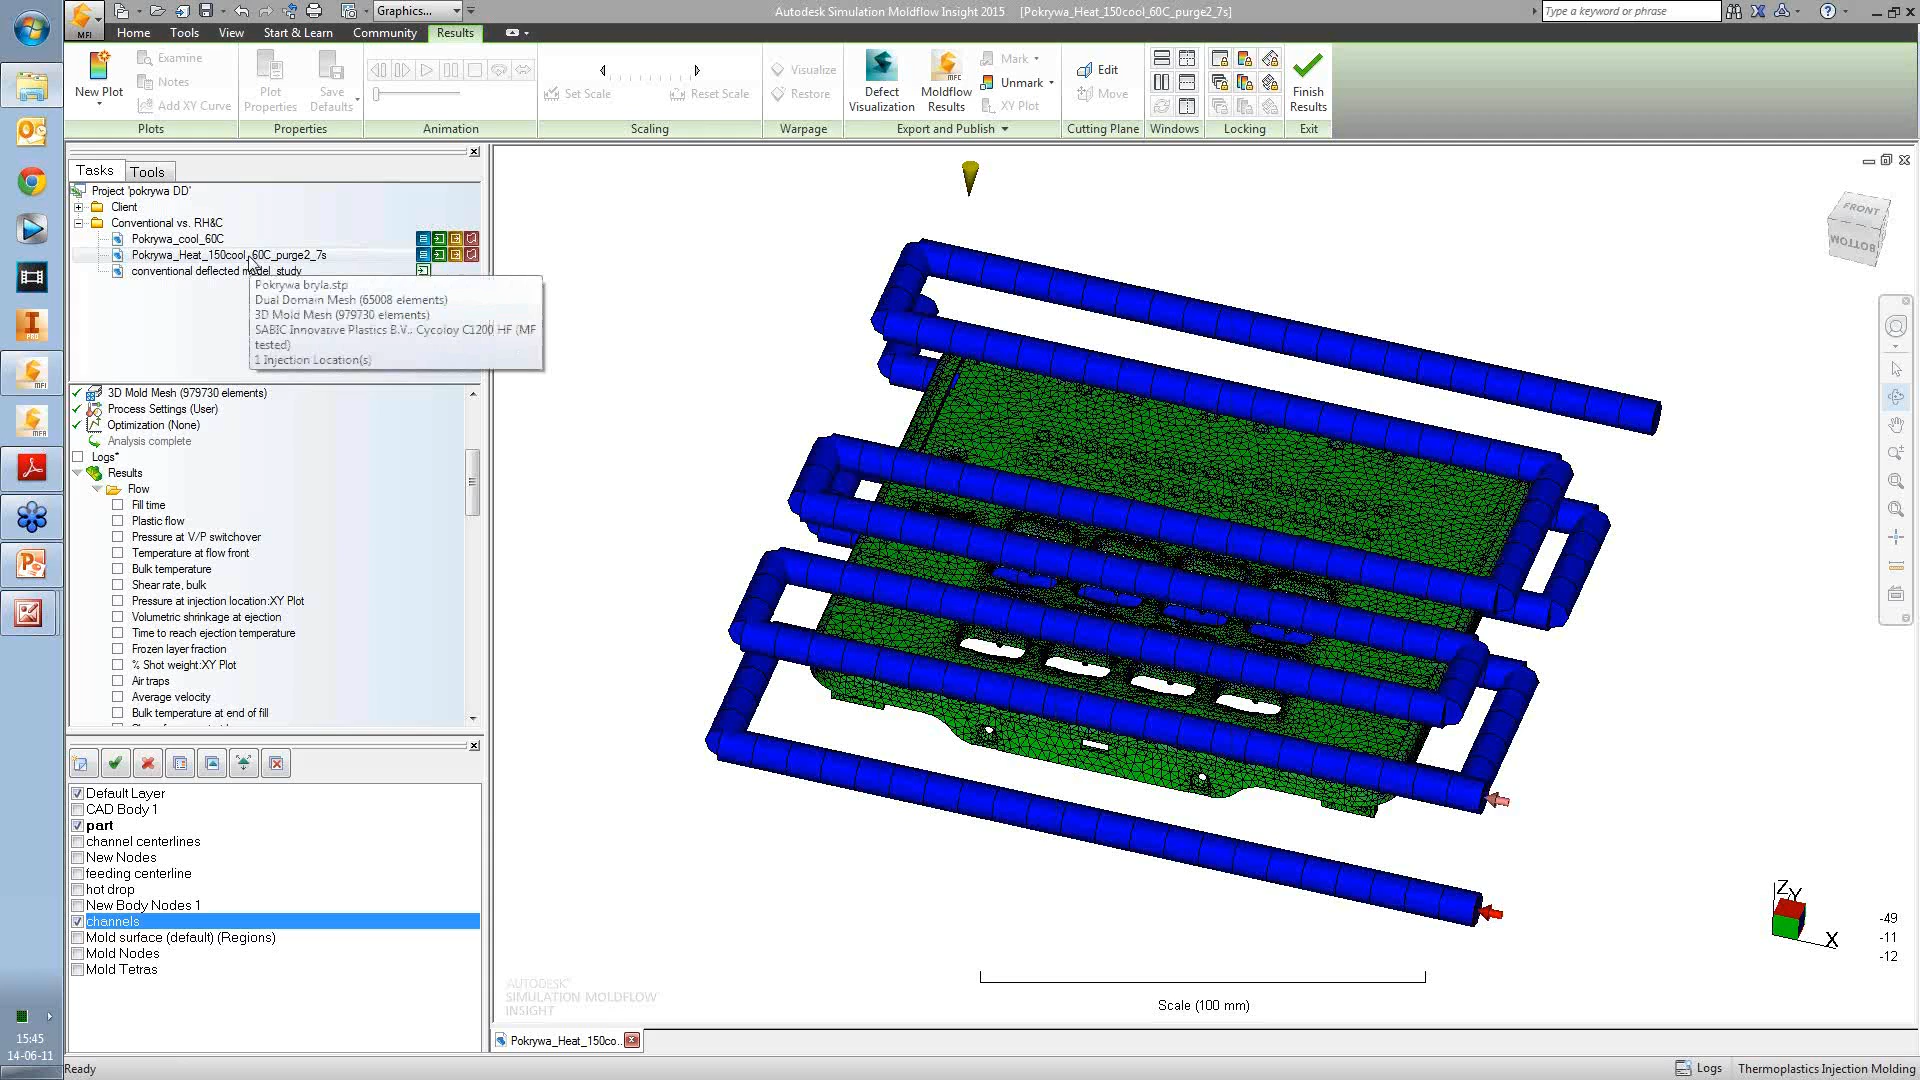 Graphics...
Autodesk Simulation Moldflow Insight 2015 [Pokrywa_Heat_150cool_60C_purge2_7s]
Type a keyword or phrase
MFI
Home Tools View Start & Learn Community Results
New Plot
Examine
Notes
Add XY Curve
Plots
Plot Properties
Save Defaults
Properties
Animation
Set Scale
Reset Scale
Scaling
Visualize
Restore
Warpage
Defect Visualization
Moldflow Results
Mark
Unmark
XY Plot
Export and Publish
Edit
Move
Cutting Plane
Windows
Locking
Finish Results
Exit
Tasks Tools
Project 'pokrywa DD'
Client
Conventional vs. RH&C
Pokrywa_cool_60C
Pokrywa_Heat_150cool_60C_purge2_7s
conventional deflected model_study
Pokrywa bryla.stp
Dual Domain Mesh (65008 elements)
3D Mold Mesh (979730 elements)
SABIC Innovative Plastics B.V.: Cycoloy C1200 HF (MF
tested)
1 Injection Location(s)
3D Mold Mesh (979730 elements)
Process Settings (User)
Optimization (None)
Analysis complete
Logs*
Results
Flow
Fill time
Plastic flow
Pressure at V/P switchover
Temperature at flow front
Bulk temperature
Shear rate, bulk
Pressure at injection location:XY Plot
Volumetric shrinkage at ejection
Time to reach ejection temperature
Frozen layer fraction
% Shot weight:XY Plot
Air traps
Average velocity
Bulk temperature at end of fill
Default Layer
CAD Body 1
part
channel centerlines
New Nodes
feeding centerline
hot drop
New Body Nodes 1
channels
Mold surface (default) (Regions)
Mold Nodes
Mold Tetras
FRONT
BOTTOM
Z
Y
X
-49
-11
-12
AUTODESK®
SIMULATION MOLDFLOW
INSIGHT
Scale (100 mm)
Pokrywa_Heat_150co...
15:45
14-06-11
Ready
Logs
Thermoplastics Injection Molding